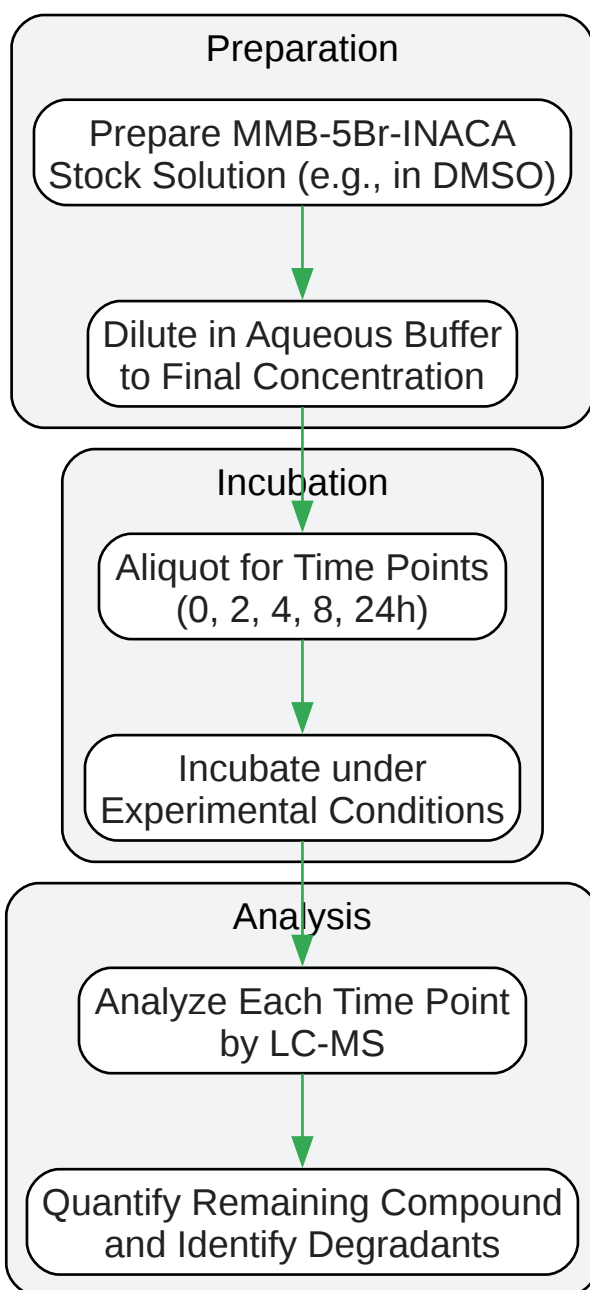 Preparation
Prepare MMB-5Br-INACA
Stock Solution (e.g., in DMSO)
Dilute in Aqueous Buffer
to Final Concentration
Incubation
Aliquot for Time Points
(0, 2, 4, 8, 24h)
Incubate under
Experimental Conditions
Analysis
Analyze Each Time Point
by LC-MS
Quantify Remaining Compound
and Identify Degradants